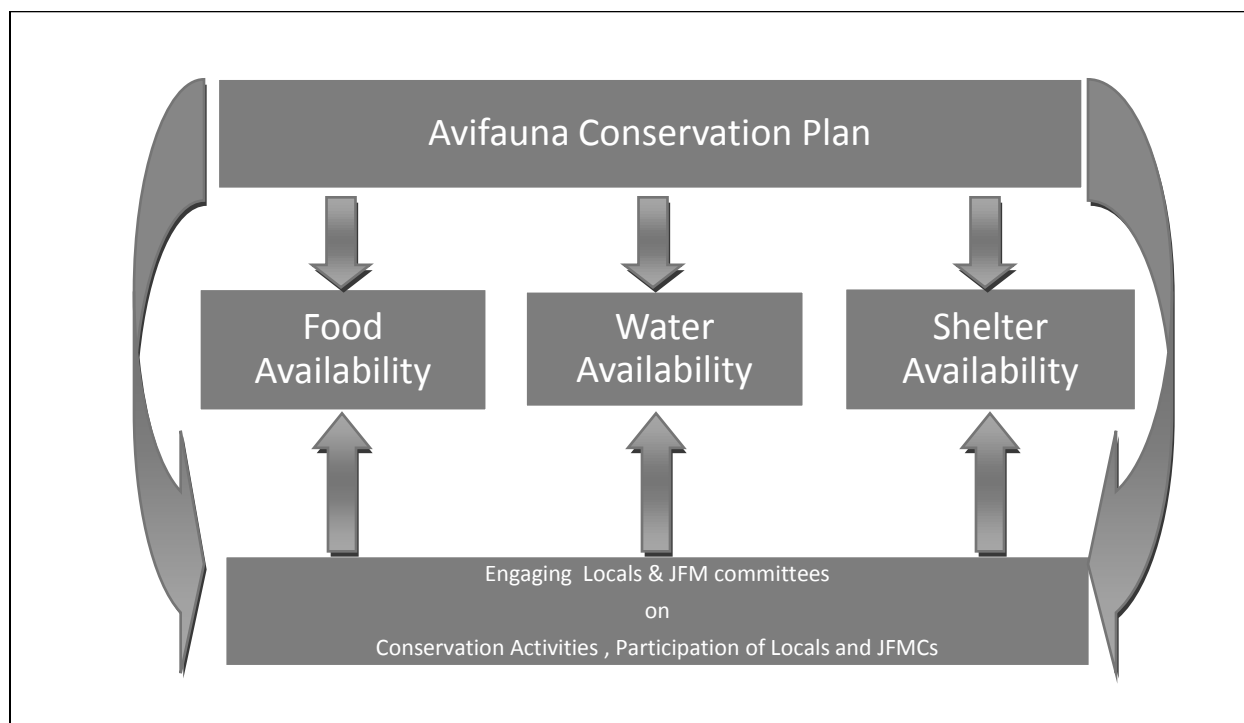 Avifauna Conservation Plan
Food
Availability
Water
Availability
Shelter
Availability
Engaging Locals & JFM committees
on
Conservation Activities , Participation of Locals and JFMCs